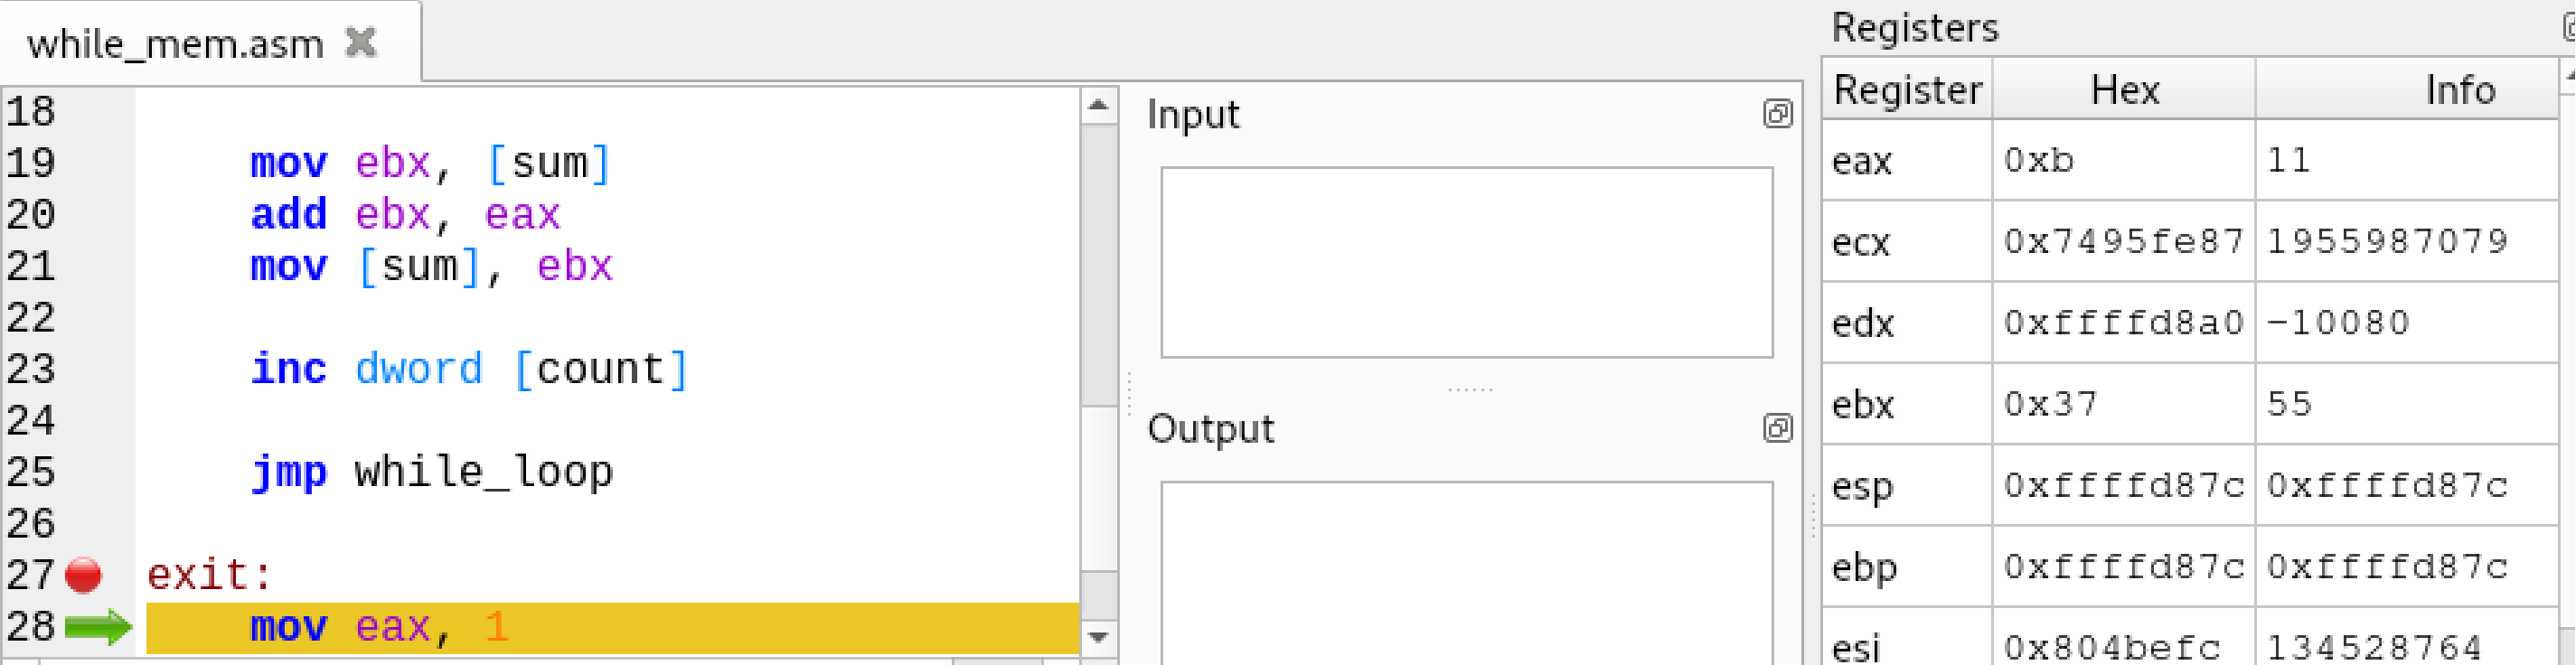 while_mem.asm
18
19 mov ebx, [sum]
20 add ebx, eax
21 mov [sum], ebx
22
23 inc dword [count]
24
25 jmp while_loop
26
27 exit:
28 mov eax, 1
Input
Output
Registers
Register Hex Info
eax 0xb 11
ecx 0x7495fe87 1955987079
edx 0xffffd8a0 -10080
ebx 0x37 55
esp 0xffffd87c 0xffffd87c
ebp 0xffffd87c 0xffffd87c
esi 0x804befc 134528764